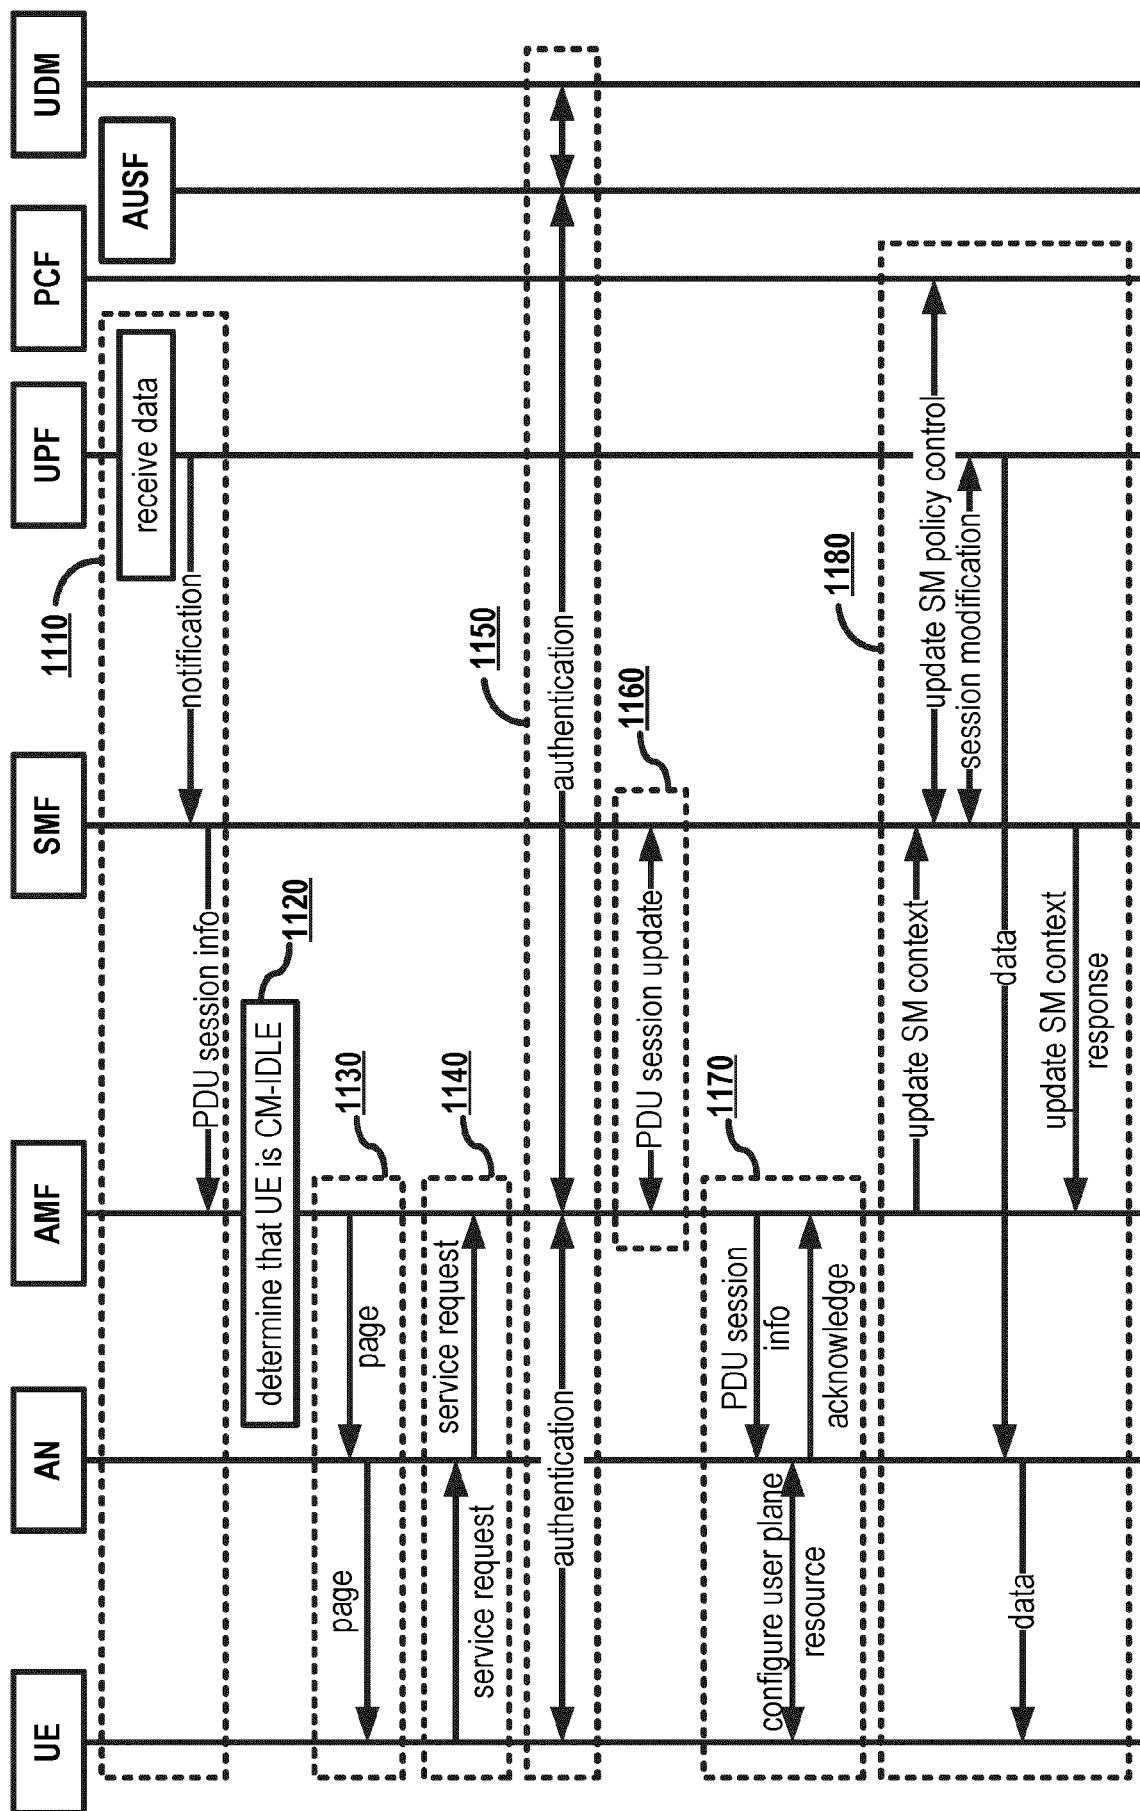 UE
AN
AMF
SMF
UPF
PCF
AUSF
UDM
1110
receive data
notification
PDU session info
determine that UE is CM-IDLE
1120
page
page
1130
service request
service request
1140
authentication
authentication
1150
PDU session update
1160
PDU session
info
configure user plane
resource
acknowledge
1170
1180
update SM context
update SM policy control
session modification
data
data
update SM context
response